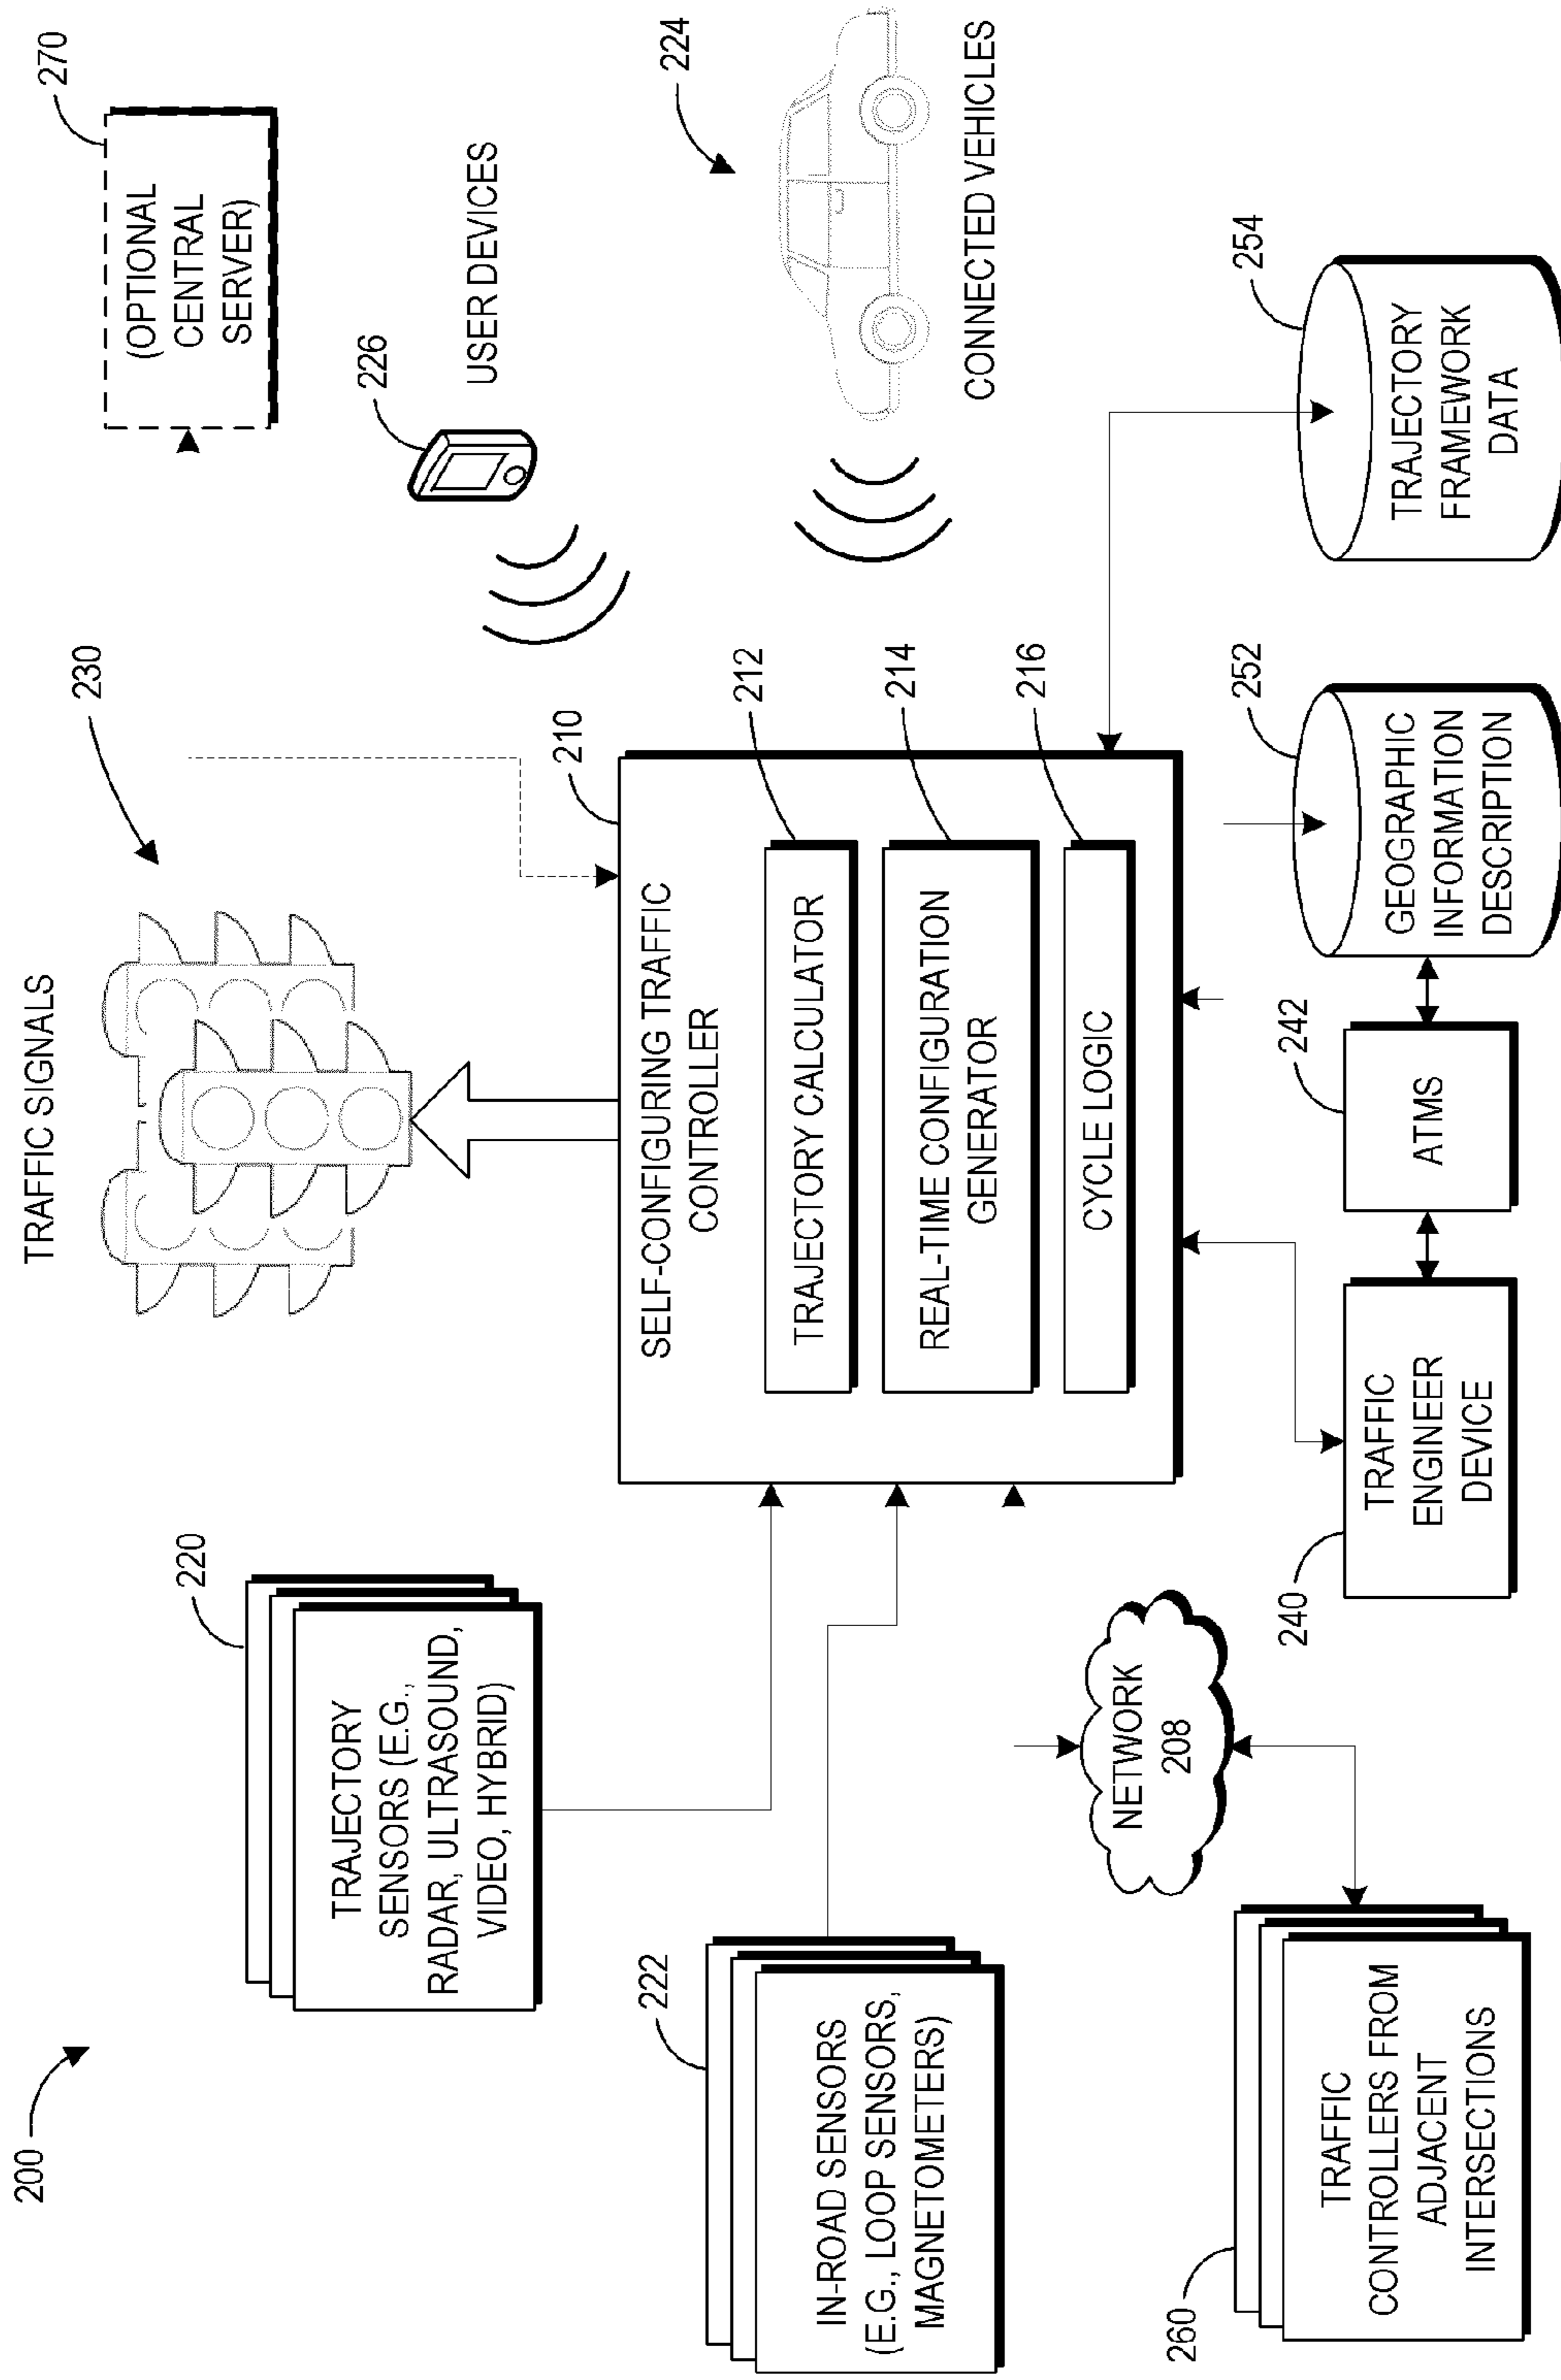 200
TRAFFIC SIGNALS
230
270
(OPTIONAL
CENTRAL
SERVER)
220
TRAJECTORY
SENSORS (E.G.,
RADAR, ULTRASOUND,
VIDEO, HYBRID)
226
USER DEVICES
210
SELF-CONFIGURING TRAFFIC
CONTROLLER
212
TRAJECTORY CALCULATOR
214
REAL-TIME CONFIGURATION
GENERATOR
216
CYCLE LOGIC
224
CONNECTED VEHICLES
222
IN-ROAD SENSORS
(E.G., LOOP SENSORS,
MAGNETOMETERS)
NETWORK
208
260
TRAFFIC
CONTROLLERS FROM
ADJACENT
INTERSECTIONS
240
TRAFFIC
ENGINEER
DEVICE
242
ATMS
252
GEOGRAPHIC
INFORMATION
DESCRIPTION
254
TRAJECTORY
FRAMEWORK
DATA